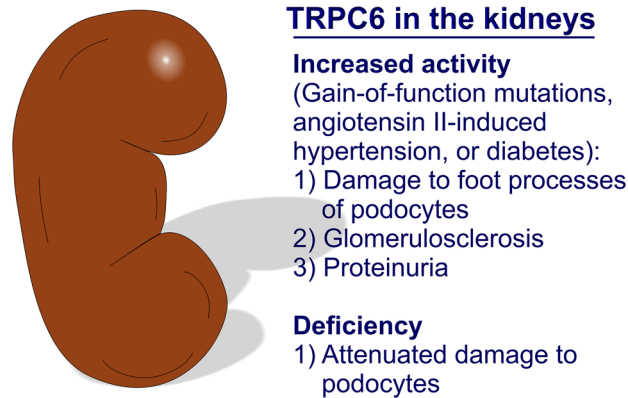 TRPC6 in the kidneys
Increased activity
(Gain-of-function mutations,
angiotensin II-induced
hypertension, or diabetes):
1) Damage to foot processes
of podocytes
2) Glomerulosclerosis
3) Proteinuria
Deficiency
1) Attenuated damage to
podocytes